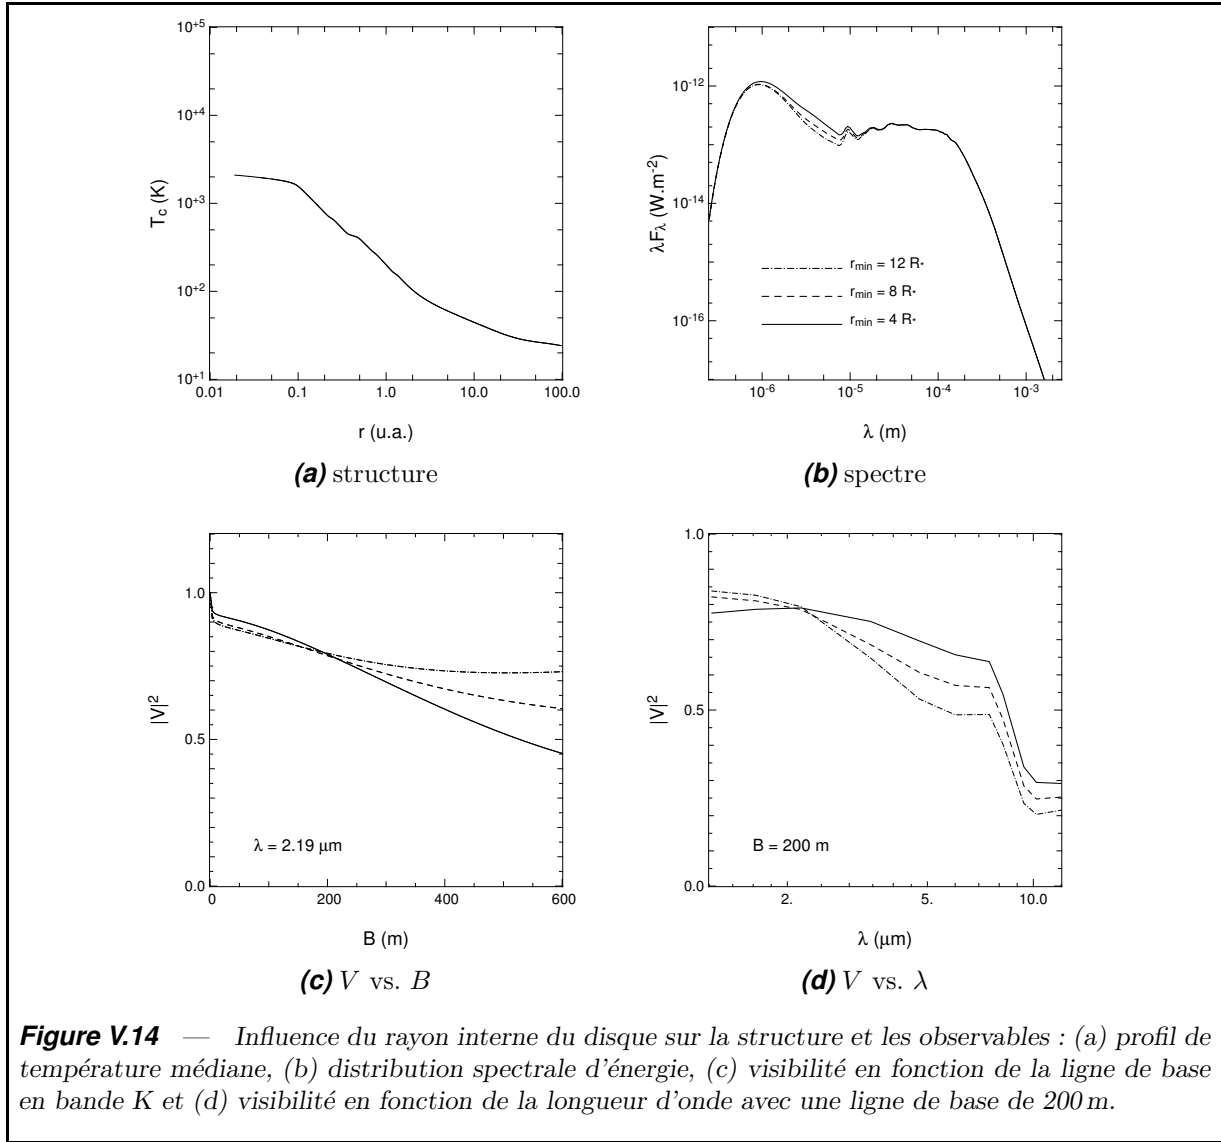 10+5
10+4
10+3
10+2
10+1
Tc (K)
0.01 0.1 1.0 10.0 100.0
r (u.a.)
(a) structure
10-12
10-14
10-16
λFλ (W.m-2)
rmin = 12 R*
rmin = 8 R*
rmin = 4 R*
10-6 10-5 10-4 10-3
λ (m)
(b) spectre
1.0
0.5
0.0
|V|2
λ = 2.19 µm
0 200 400 600
B (m)
(c) V vs. B
1.0
0.5
0.0
|V|2
B = 200 m
2. 5. 10.0
λ (µm)
(d) V vs. λ
Figure V.14 — Influence du rayon interne du disque sur la structure et les observables : (a) profil de
température médiane, (b) distribution spectrale d'énergie, (c) visibilité en fonction de la ligne de base
en bande K et (d) visibilité en fonction de la longueur d'onde avec une ligne de base de 200 m.